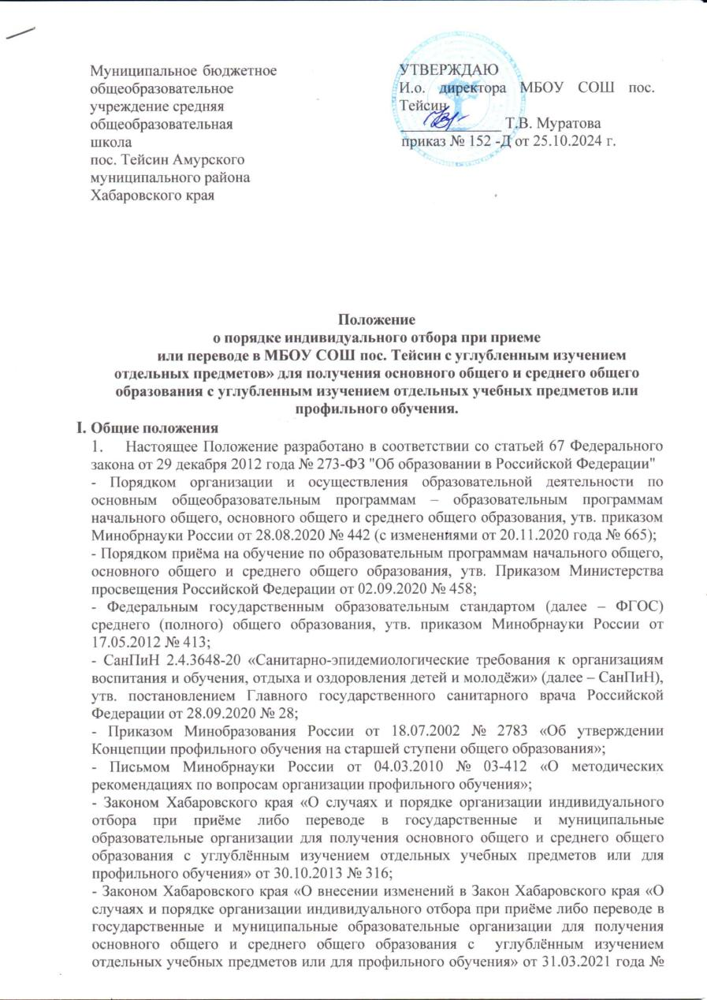 Муниципальное бюджетное
общеобразовательное
учреждение средняя
общеобразовательная
школа
пос. Тейсин Амурского
муниципального района
Хабаровского края
УТВЕРЖДАЮ
И.о. директора МБОУ СОШ пос.
Тейсин
______________ Т.В. Муратова
приказ № 152 -Д от 25.10.2024 г.
Положение
о порядке индивидуального отбора при приеме
или переводе в МБОУ СОШ пос. Тейсин с углубленным изучением
отдельных предметов» для получения основного общего и среднего общего
образования с углубленным изучением отдельных учебных предметов или
профильного обучения.
I. Общие положения
1. Настоящее Положение разработано в соответствии со статьей 67 Федерального
закона от 29 декабря 2012 года № 273-ФЗ "Об образовании в Российской Федерации"
- Порядком организации и осуществления образовательной деятельности по
основным общеобразовательным программам – образовательным программам
начального общего, основного общего и среднего общего образования, утв. приказом
Минобрнауки России от 28.08.2020 № 442 (с изменениями от 20.11.2020 года № 665);
- Порядком приёма на обучение по образовательным программам начального общего,
основного общего и среднего общего образования, утв. Приказом Министерства
просвещения Российской Федерации от 02.09.2020 № 458;
- Федеральным государственным образовательным стандартом (далее – ФГОС)
среднего (полного) общего образования, утв. приказом Минобрнауки России от
17.05.2012 № 413;
- СанПиН 2.4.3648-20 «Санитарно-эпидемиологические требования к организациям
воспитания и обучения, отдыха и оздоровления детей и молодёжи» (далее – СанПиН),
утв. постановлением Главного государственного санитарного врача Российской
Федерации от 28.09.2020 № 28;
- Приказом Минобразования России от 18.07.2002 № 2783 «Об утверждении
Концепции профильного обучения на старшей ступени общего образования»;
- Письмом Минобрнауки России от 04.03.2010 № 03-412 «О методических
рекомендациях по вопросам организации профильного обучения»;
- Законом Хабаровского края «О случаях и порядке организации индивидуального
отбора при приёме либо переводе в государственные и муниципальные
образовательные организации для получения основного общего и среднего общего
образования с углублённым изучением отдельных учебных предметов или для
профильного обучения» от 30.10.2013 № 316;
- Законом Хабаровского края «О внесении изменений в Закон Хабаровского края «О
случаях и порядке организации индивидуального отбора при приёме либо переводе в
государственные и муниципальные образовательные организации для получения
основного общего и среднего общего образования с углублённым изучением
отдельных учебных предметов или для профильного обучения» от 31.03.2021 года №